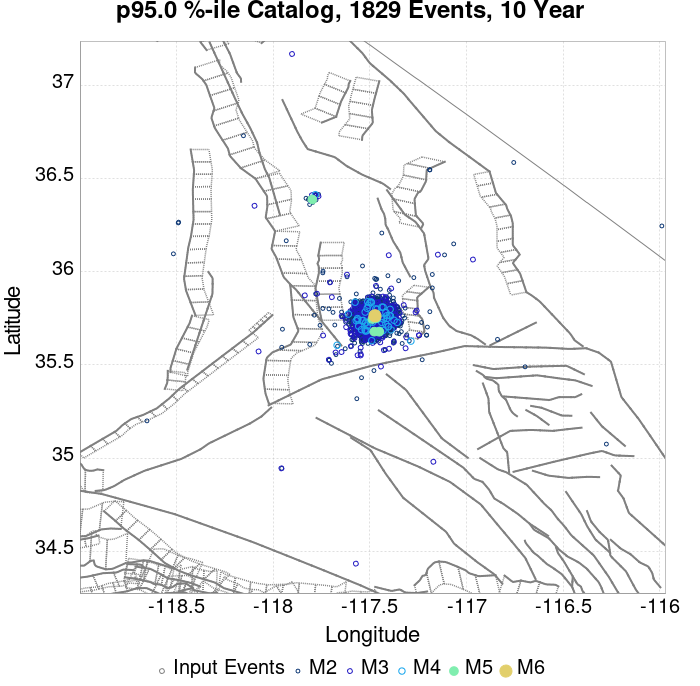 p95.0 %-ile Catalog, 1829 Events, 10 Year
37
36.5
36
35.5
35
34.5
Latitude
-118.5 -118 -117.5 -117 -116.5 -116
Longitude
Input Events M2 M3 M4 M5 M6